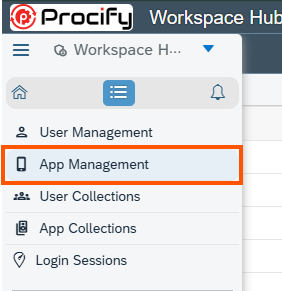 Procify Workspace Hub
Workspace H...
User Management
App Management
User Collections
App Collections
Login Sessions